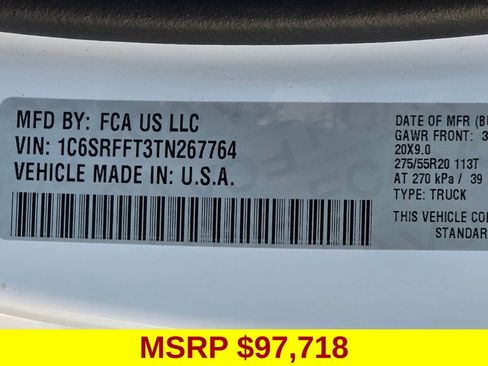 MFD BY: FCA US LLC
VIN: 1C6SRFFT3TN267764
VEHICLE MADE IN: U.S.A.
DATE OF MFR
GAWR FRONT:
20X9.0
275/55R20 113T
AT 270 kPa / 39
TYPE: TRUCK
THIS VEHICLE
STANDAR
MSRP $97,718